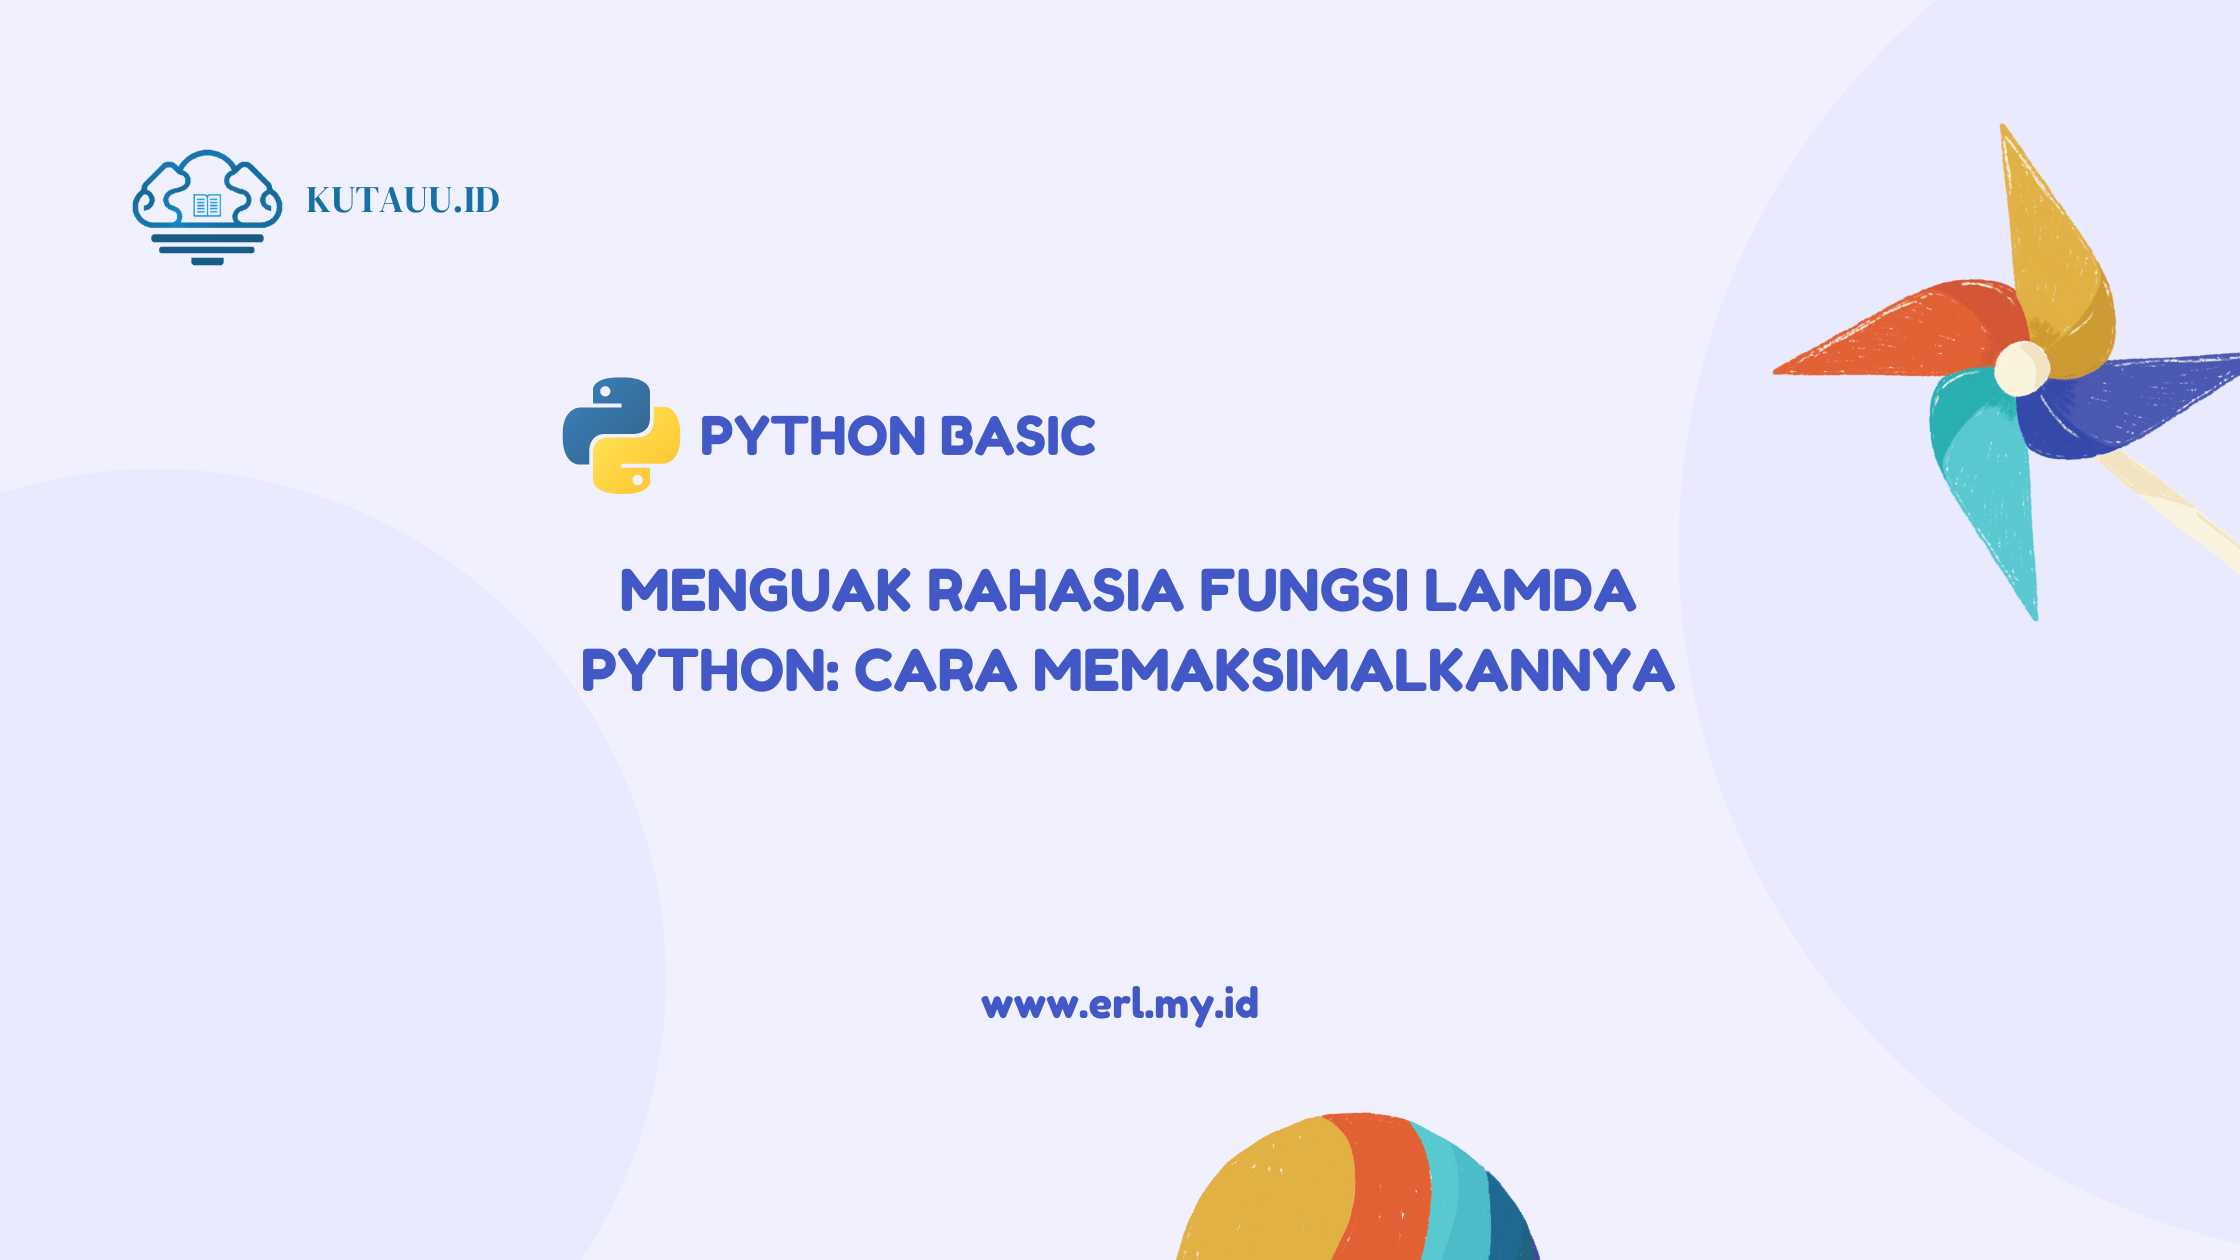 KUTAUU.ID
PYTHON BASIC
MENGUAK RAHASIA FUNGSI LAMDA
PYTHON: CARA MEMAKSIMALKANNYA
www.erl.my.id